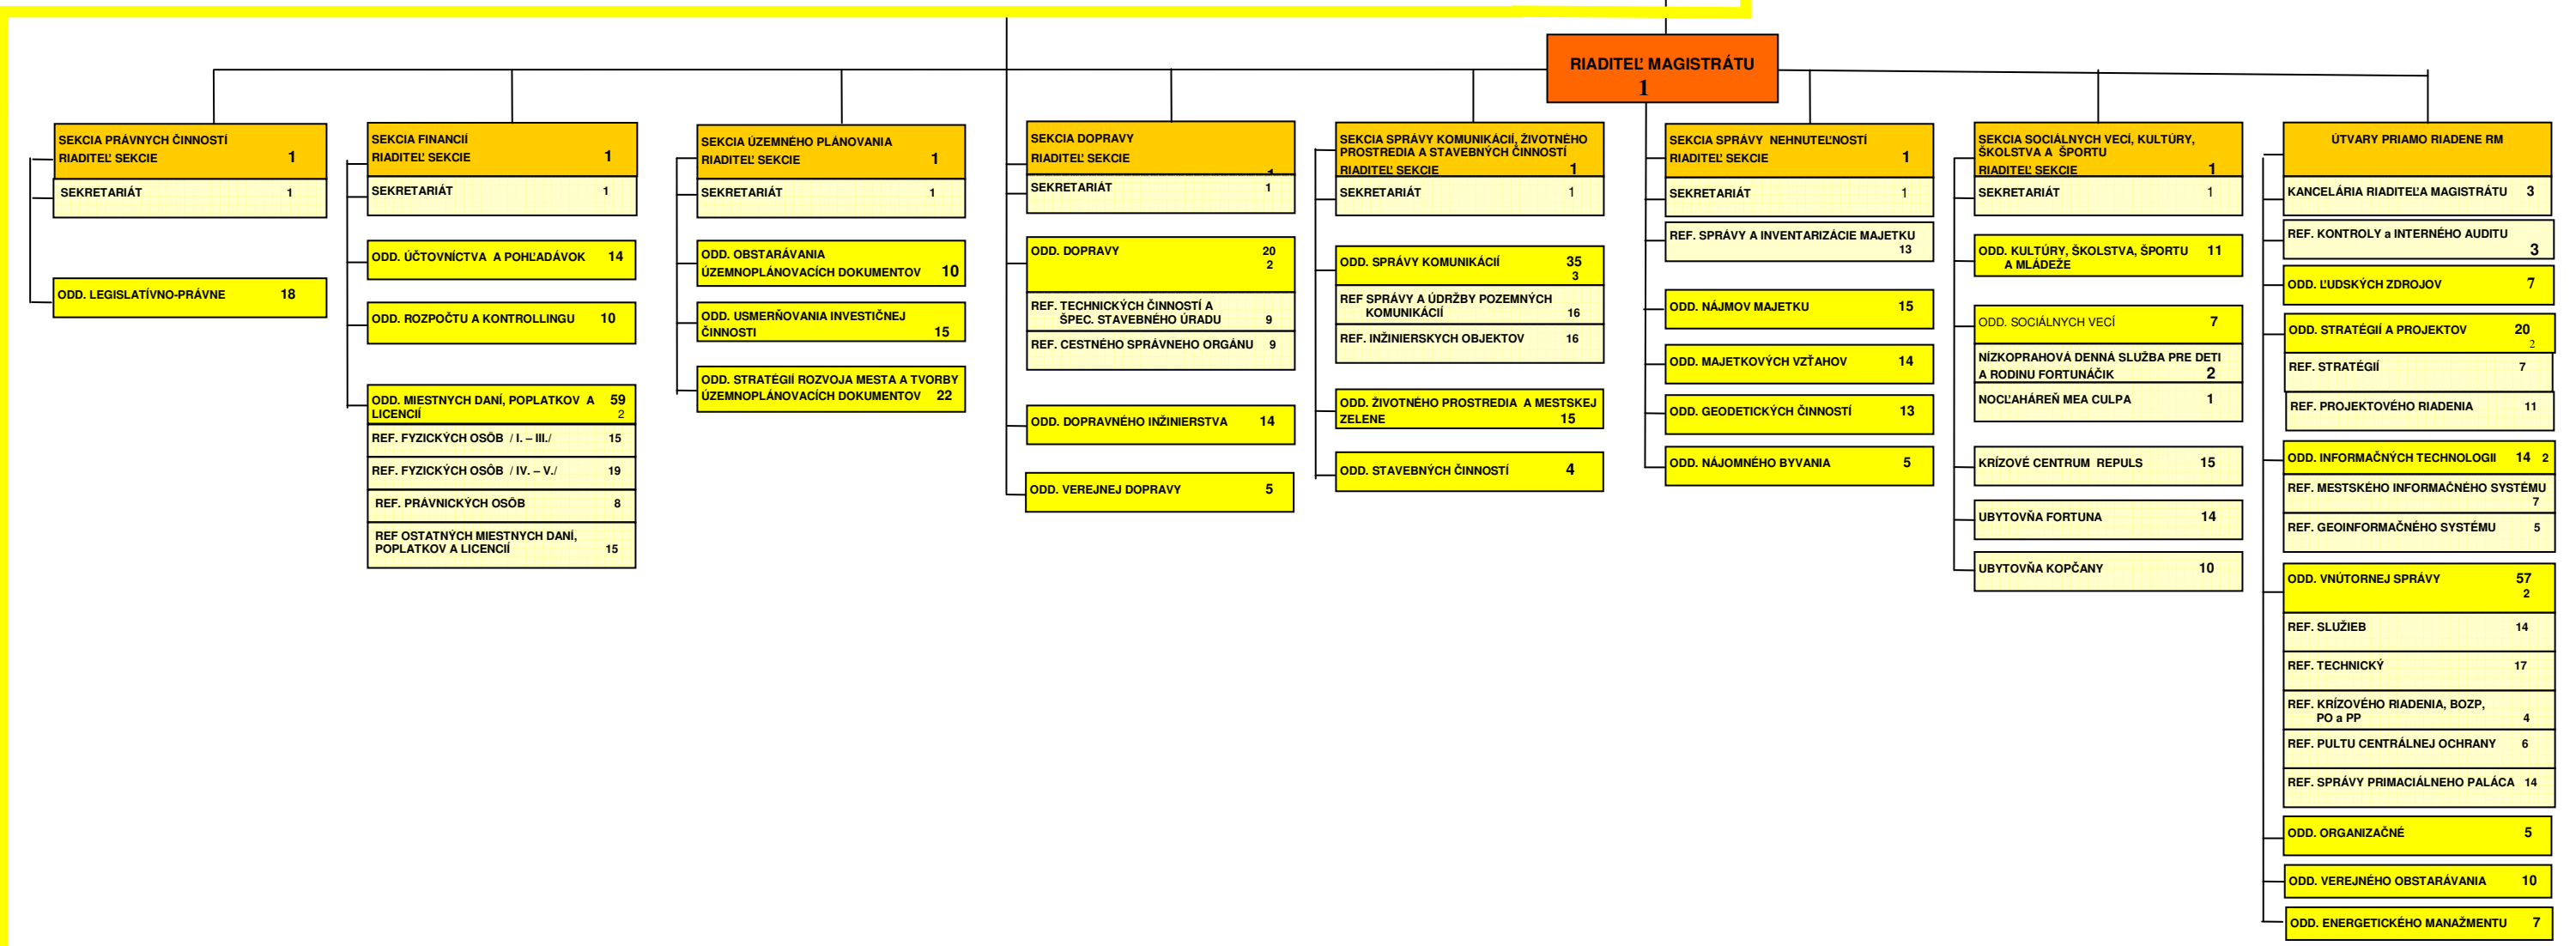 RIADITEĽ MAGISTRÁTU
1
SEKCIA PRÁVNYCH ČINNOSTÍ
RIADITEĽ SEKCIE 1
SEKRETARIÁT 1
ODD. LEGISLATÍVNO-PRÁVNE 18
SEKCIA FINANCIÍ
RIADITEĽ SEKCIE 1
SEKRETARIÁT 1
ODD. ÚČTOVNÍCTVA A POHĽADÁVOK 14
ODD. ROZPOČTU A KONTROLLINGU 10
ODD. MIESTNYCH DANÍ, POPLATKOV A 59
LICENCIÍ 2
REF. FYZICKÝCH OSÔB / I. – III./ 15
REF. FYZICKÝCH OSÔB / IV. – V./ 19
REF. PRÁVNICKÝCH OSÔB 8
REF OSTATNÝCH MIESTNYCH DANÍ,
POPLATKOV A LICENCIÍ 15
SEKCIA ÚZEMNÉHO PLÁNOVANIA
RIADITEĽ SEKCIE 1
SEKRETARIÁT 1
ODD. OBSTARÁVANIA
ÚZEMNOPLÁNOVACÍCH DOKUMENTOV 10
ODD. USMERŇOVANIA INVESTIČNEJ
ČINNOSTI 15
ODD. STRATÉGIÍ ROZVOJA MESTA A TVORBY
ÚZEMNOPLÁNOVACÍCH DOKUMENTOV 22
SEKCIA DOPRAVY
RIADITEĽ SEKCIE
SEKRETARIÁT 1
ODD. DOPRAVY 20
2
REF. TECHNICKÝCH ČINNOSTÍ A
ŠPEC. STAVEBNÉHO ÚRADU 9
REF. CESTNÉHO SPRÁVNEHO ORGÁNU 9
ODD. DOPRAVNÉHO INŽINIERSTVA 14
ODD. VEREJNEJ DOPRAVY 5
SEKCIA SPRÁVY KOMUNIKÁCIÍ, ŽIVOTNÉHO
PROSTREDIA A STAVEBNÝCH ČINNOSTÍ
RIADITEĽ SEKCIE 1
SEKRETARIÁT 1
ODD. SPRÁVY KOMUNIKÁCIÍ 35
3
REF SPRÁVY A ÚDRŽBY POZEMNÝCH
KOMUNIKÁCIÍ 16
REF. INŽINIERSKYCH OBJEKTOV 16
ODD. ŽIVOTNÉHO PROSTREDIA A MESTSKEJ
ZELENE 15
ODD. STAVEBNÝCH ČINNOSTÍ 4
SEKCIA SPRÁVY NEHNUTEĽNOSTÍ
RIADITEĽ SEKCIE 1
SEKRETARIÁT 1
REF. SPRÁVY A INVENTARIZÁCIE MAJETKU
13
ODD. NÁJMOV MAJETKU 15
ODD. MAJETKOVÝCH VZŤAHOV 14
ODD. GEODETICKÝCH ČINNOSTÍ 13
ODD. NÁJOMNÉHO BYVANIA 5
SEKCIA SOCIÁLNYCH VECÍ, KULTÚRY,
ŠKOLSTVA A ŠPORTU
RIADITEĽ SEKCIE 1
SEKRETARIÁT 1
ODD. KULTÚRY, ŠKOLSTVA, ŠPORTU 11
A MLÁDEŽE
ODD. SOCIÁLNYCH VECÍ 7
NÍZKOPRAHOVÁ DENNÁ SLUŽBA PRE DETI
A RODINU FORTUNÁČIK 2
NOCĽAHÁREŇ MEA CULPA 1
KRÍZOVÉ CENTRUM REPULS 15
UBYTOVŇA FORTUNA 14
UBYTOVŇA KOPČANY 10
ÚTVARY PRIAMO RIADENE RM
KANCELÁRIA RIADITEĽA MAGISTRÁTU 3
REF. KONTROLY a INTERNÉHO AUDITU
3
ODD. ĽUDSKÝCH ZDROJOV 7
ODD. STRATÉGIÍ A PROJEKTOV 20
2
REF. STRATÉGIÍ 7
REF. PROJEKTOVÉHO RIADENIA 11
ODD. INFORMAČNÝCH TECHNOLOGII 14 2
REF. MESTSKÉHO INFORMAČNÉHO SYSTÉMU
7
REF. GEOINFORMAČNÉHO SYSTÉMU 5
ODD. VNÚTORNEJ SPRÁVY 57
2
REF. SLUŽIEB 14
REF. TECHNICKÝ 17
REF. KRÍZOVÉHO RIADENIA, BOZP,
PO a PP 4
REF. PULTU CENTRÁLNEJ OCHRANY 6
REF. SPRÁVY PRIMACIÁLNEHO PALÁCA 14
ODD. ORGANIZAČNÉ 5
ODD. VEREJNÉHO OBSTARÁVANIA 10
ODD. ENERGETICKÉHO MANAŽMENTU 7